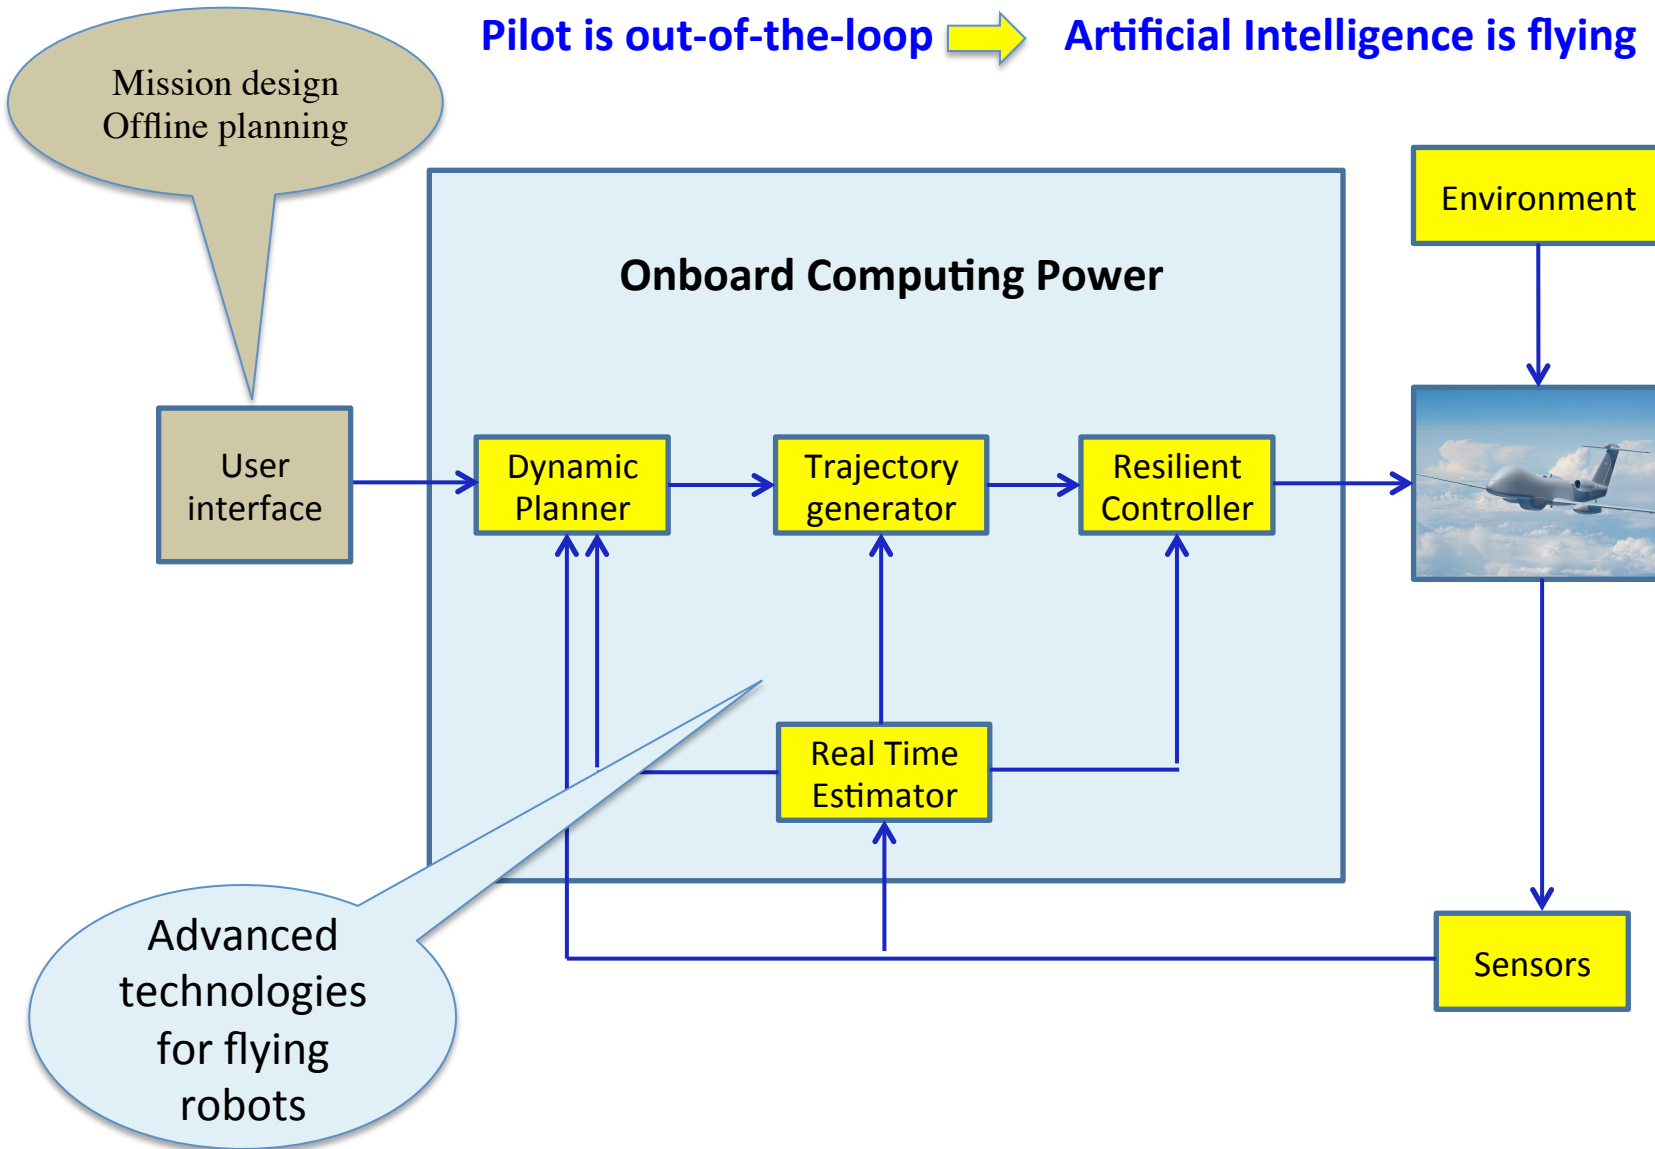 Pilot is out-of-the-loop
Artificial Intelligence is flying
Mission design
Offline planning
Environment
Onboard Computing Power
User
interface
Dynamic
Planner
Trajectory
generator
Resilient
Controller
Real Time
Estimator
Sensors
Advanced
technologies
for flying
robots